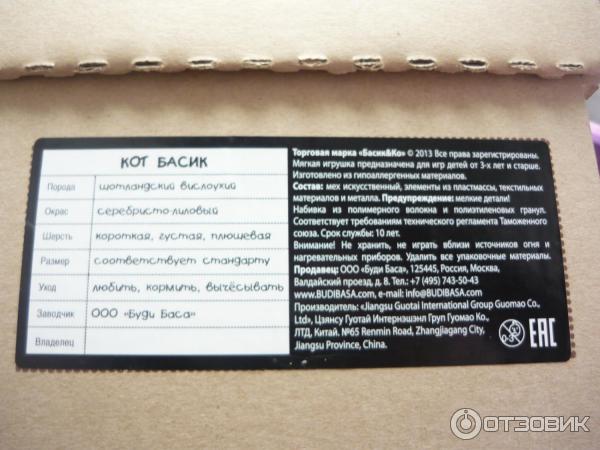 КОТ БАСИК
Порода шотландский вислоухий
Окрас серебристо-лиловый
Шерсть короткая, густая, плюшевая
Размер соответствует стандарту
Уход любить, кормить, вычёсывать
Заводчик ООО «Буди Баса»
Владелец
Торговая марка «Басик&Ко» © 2013 Все права зарегистрированы.
Мягкая игрушка предназначена для игр детей от 3-х лет и старше.
Изготовлено из гипоаллергенных материалов.
Состав: мех искусственный, элементы из пластмассы, текстильных
материалов и металла. Предупреждение: мелкие детали!
Набивка из полимерного волокна и полиэтиленовых гранул.
Соответствует требованиям технического регламента Таможенного
союза. Срок службы: 10 лет.
Внимание! Не хранить, не играть вблизи источников огня и
нагревательных приборов. Удалить все упаковочные материалы.
Продавец: ООО «Буди Баса», 125445, Россия, Москва,
Валдайский проезд, д. 8. Тел.: +7 (495) 743-50-43
www.BUDIBASA.com, e-mail: info@BUDIBASA.com
Производитель: «Jiangsu Guotai International Group Guomao Co.,
Ltd», Цзянсу Гуотай Интернэшнл Груп Гуомао Ко.,
ЛТД, Китай. №65 Renmin Road, Zhangjiagang City,
Jiangsu Province, China.
0-3
EAC
ОТЗОВИК